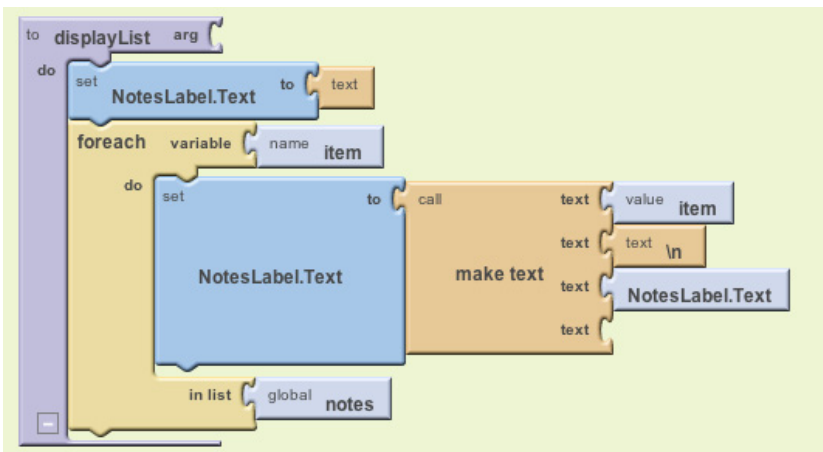 to displayList arg
do
set NotesLabel.Text to text
foreach variable name item
do
set NotesLabel.Text to call make text text value item
text text \n
text NotesLabel.Text
text
in list global notes